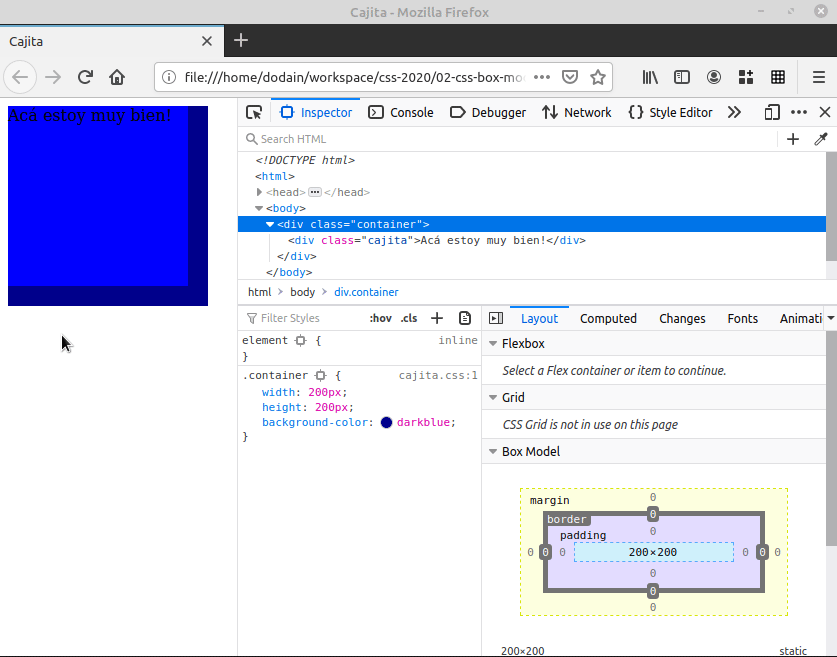 Cajita - Mozilla Firefox
Cajita
file:///home/dodain/workspace/css-2020/02-css-box-mo
Acá estoy muy bien!
Inspector Console Debugger Network Style Editor
Search HTML
<!DOCTYPE html>
<html>
<head> ••• </head>
<body>
<div class="container">
<div class="cajita">Acá estoy muy bien!</div>
</div>
</body>
html > body > div.container
Filter Styles :hov .cls
element { inline
}
.container { cajita.css:1
width: 200px;
height: 200px;
background-color: darkblue;
}
Layout Computed Changes Fonts Animati
Flexbox
Select a Flex container or item to continue.
Grid
CSS Grid is not in use on this page
Box Model
margin 0
border 0
padding 0
0 0 0 200×200 0 0 0
0
0
0
200×200 static